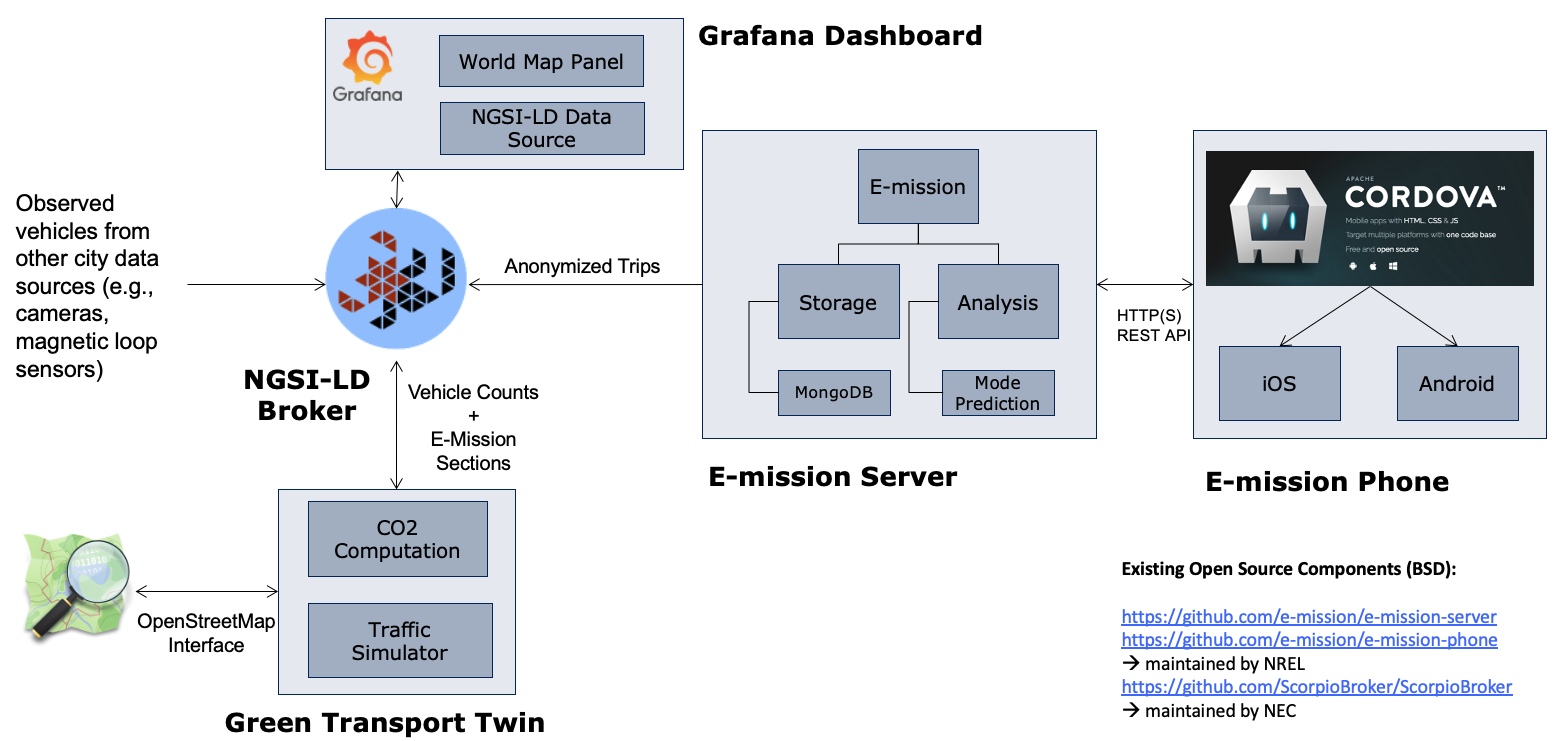 Grafana
World Map Panel
NGSI-LD Data
Source
Grafana Dashboard
Observed
vehicles from
other city data
sources (e.g.,
cameras,
magnetic loop
sensors)
NGSI-LD
Broker
Anonymized Trips
Vehicle Counts
+
E-Mission
Sections
E-mission
Storage
Analysis
MongoDB
Mode
Prediction
E-mission Server
HTTP(S)
REST API
APACHE
CORDOVA™
Mobile apps with HTML, CSS & JS
Target multiple platforms with one code base
Free and open source
iOS
Android
E-mission Phone
CO2
Computation
Traffic
Simulator
OpenStreetMap
Interface
Green Transport Twin
Existing Open Source Components (BSD):
https://github.com/e-mission/e-mission-server
https://github.com/e-mission/e-mission-phone
→ maintained by NREL
https://github.com/ScorpioBroker/ScorpioBroker
→ maintained by NEC